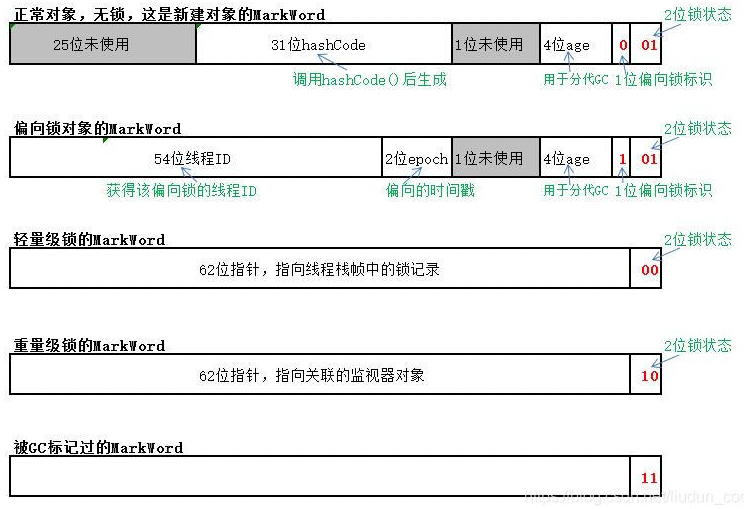 正常对象，无锁，这是新建对象的MarkWord
2位锁状态
25位未使用 31位hashCode 1位未使用 4位age 0 01
调用hashCode()后生成 用于分代GC 1位偏向锁标识
偏向锁对象的MarkWord
2位锁状态
54位线程ID 2位epoch 1位未使用 4位age 1 01
获得该偏向锁的线程ID 偏向的时间戳 用于分代GC 1位偏向锁标识
轻量级锁的MarkWord 2位锁状态
62位指针，指向线程栈帧中的锁记录 00
重量级锁的MarkWord 2位锁状态
62位指针，指向关联的监视器对象 10
被GC标记过的MarkWord
11
https://blog.csdn.net/liudun_coo